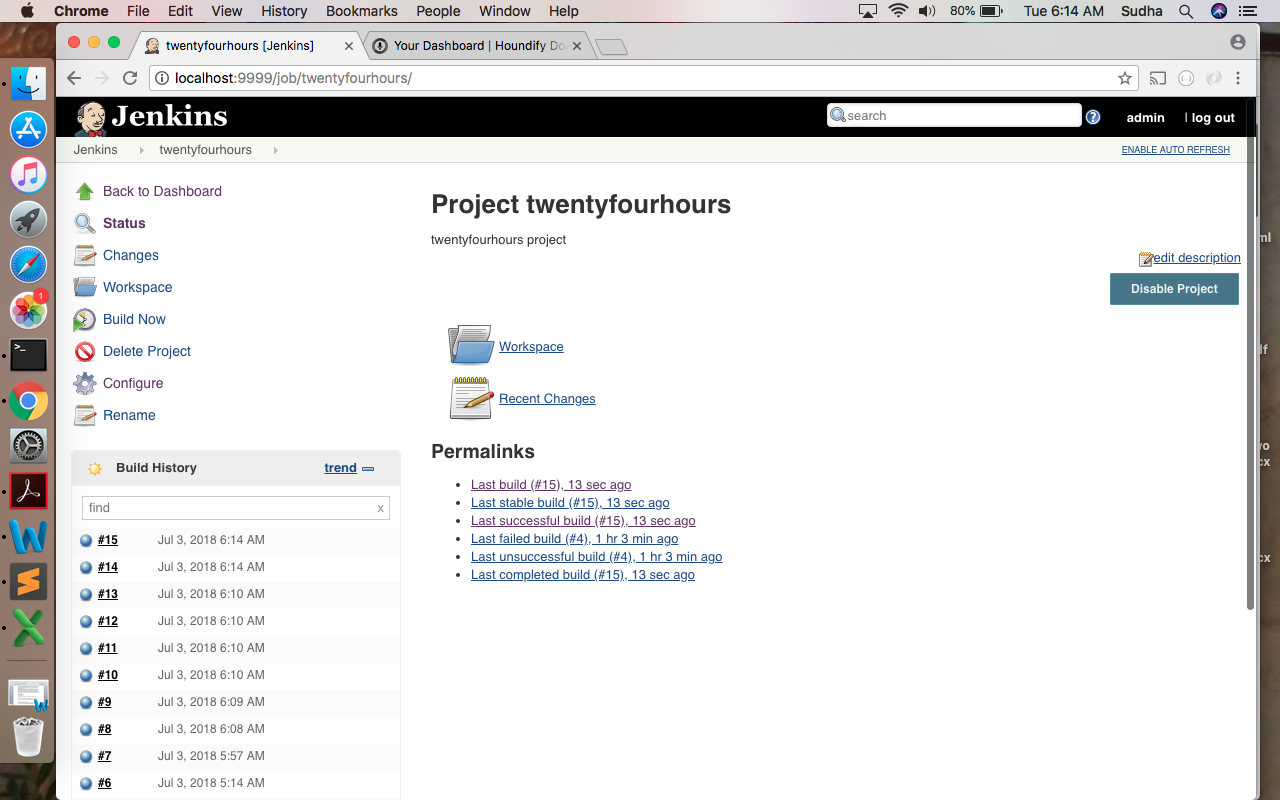 Chrome File Edit View History Bookmarks People Window Help 80% Tue 6:14 AM Sudha
twentyfourhours [Jenkins] × Your Dashboard | Houndify Do ×
localhost:9999/job/twentyfourhours/
Jenkins search ? admin | log out
Jenkins twentyfourhours ENABLE AUTO REFRESH
Back to Dashboard
Status
Changes
Workspace
Build Now
Delete Project
Configure
Rename
Project twentyfourhours
twentyfourhours project
edit description
Disable Project
Workspace
Recent Changes
Permalinks
• Last build (#15), 13 sec ago
• Last stable build (#15), 13 sec ago
• Last successful build (#15), 13 sec ago
• Last failed build (#4), 1 hr 3 min ago
• Last unsuccessful build (#4), 1 hr 3 min ago
• Last completed build (#15), 13 sec ago
Build History trend
find x
#15 Jul 3, 2018 6:14 AM
#14 Jul 3, 2018 6:14 AM
#13 Jul 3, 2018 6:10 AM
#12 Jul 3, 2018 6:10 AM
#11 Jul 3, 2018 6:10 AM
#10 Jul 3, 2018 6:10 AM
#9 Jul 3, 2018 6:09 AM
#8 Jul 3, 2018 6:08 AM
#7 Jul 3, 2018 5:57 AM
#6 Jul 3, 2018 5:14 AM
1